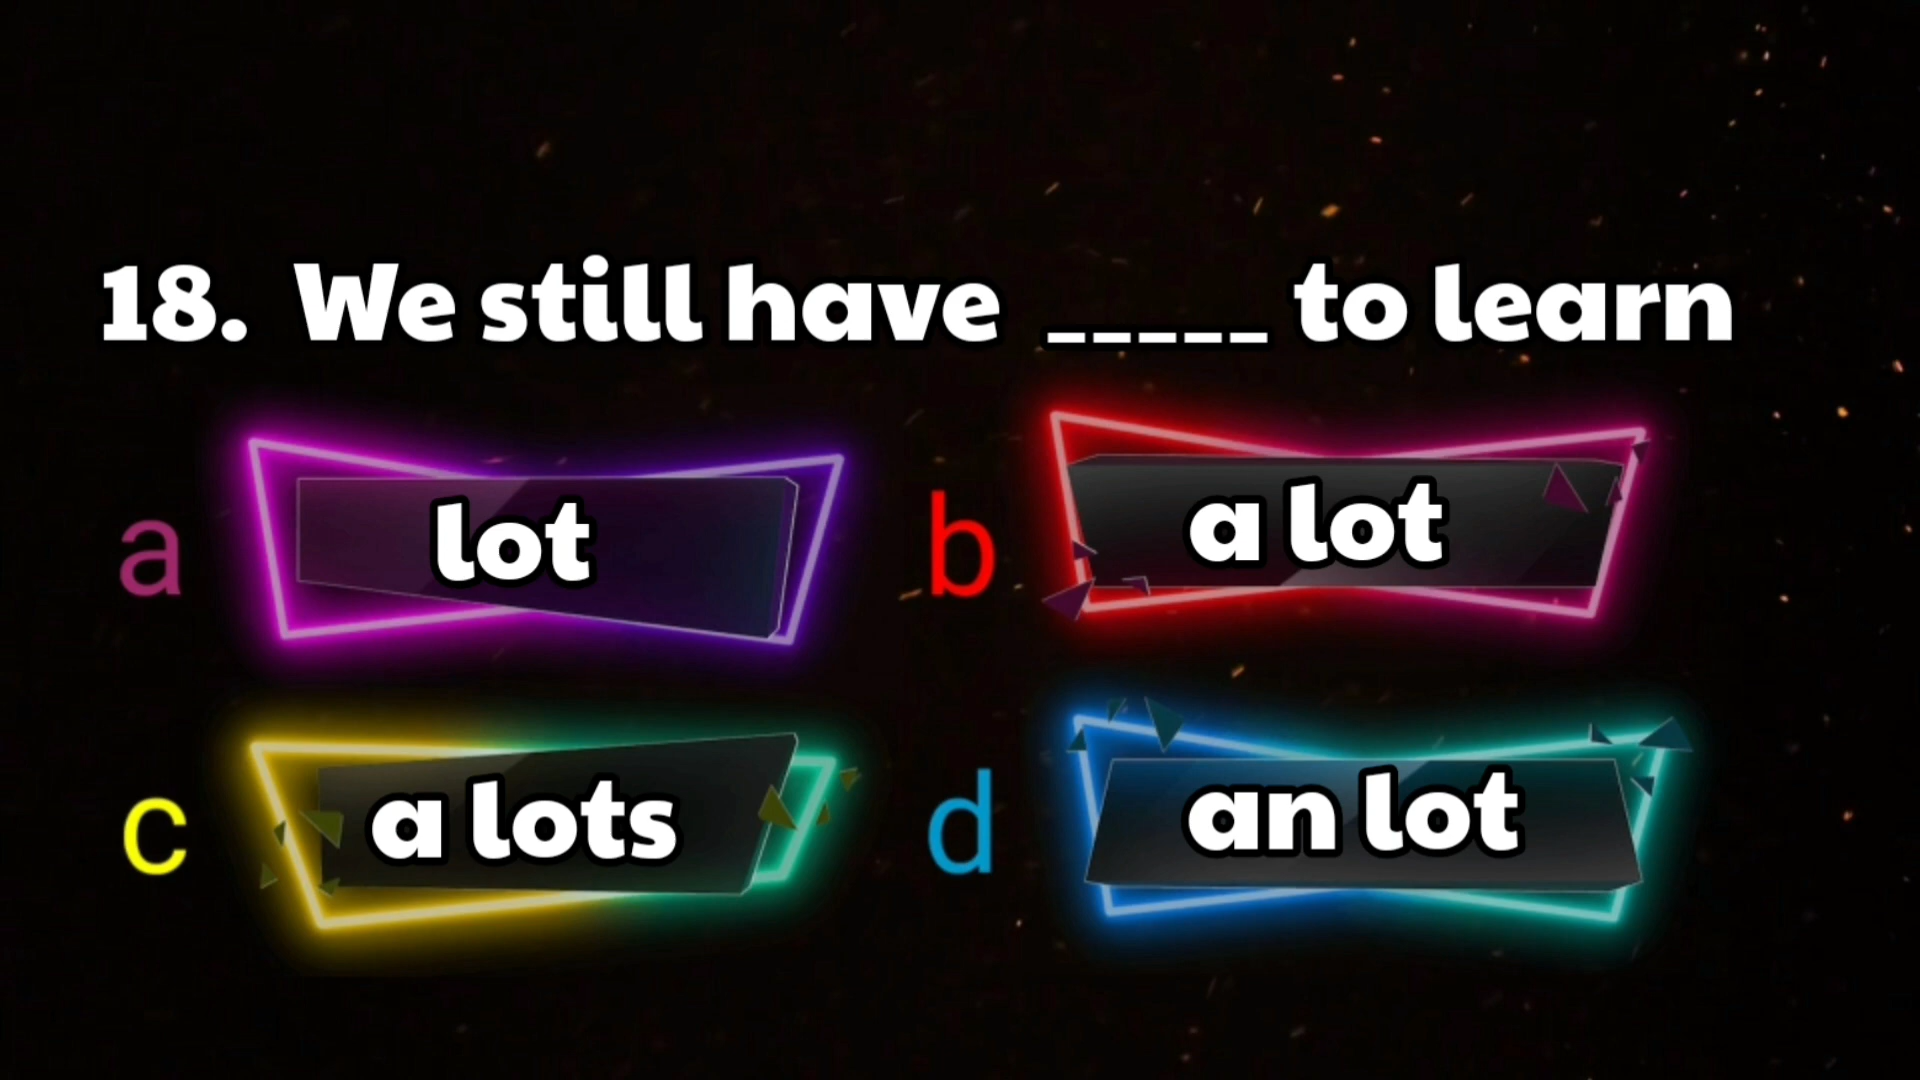 18. We still have _____ to learn
a lot
b a lot
c a lots
d an lot